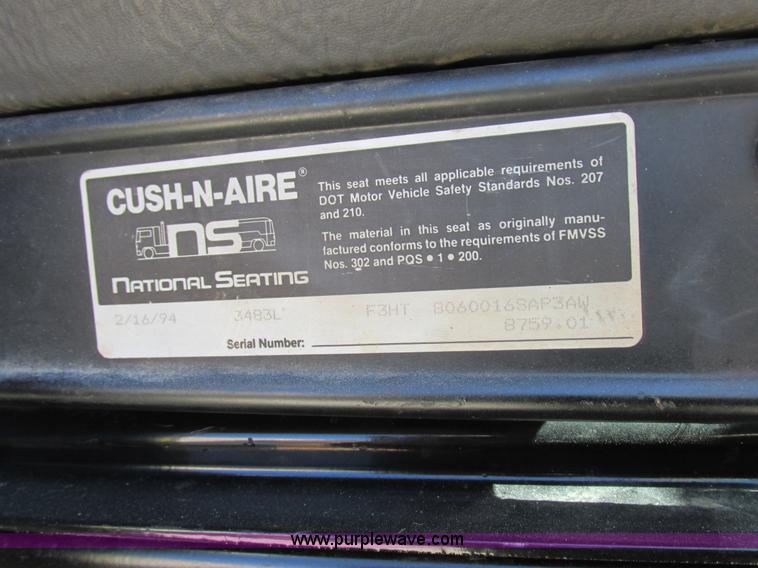 CUSH-N-AIRE®
ns
NATIONAL SEATING
This seat meets all applicable requirements of
DOT Motor Vehicle Safety Standards Nos. 207
and 210.
The material in this seat as originally manu-
factured conforms to the requirements of FMVSS
Nos. 302 and PQS • 1 • 200.
2/16/94 3483L F3HT 8060016SAP3AW
8759.01
Serial Number:
www.purplewave.com